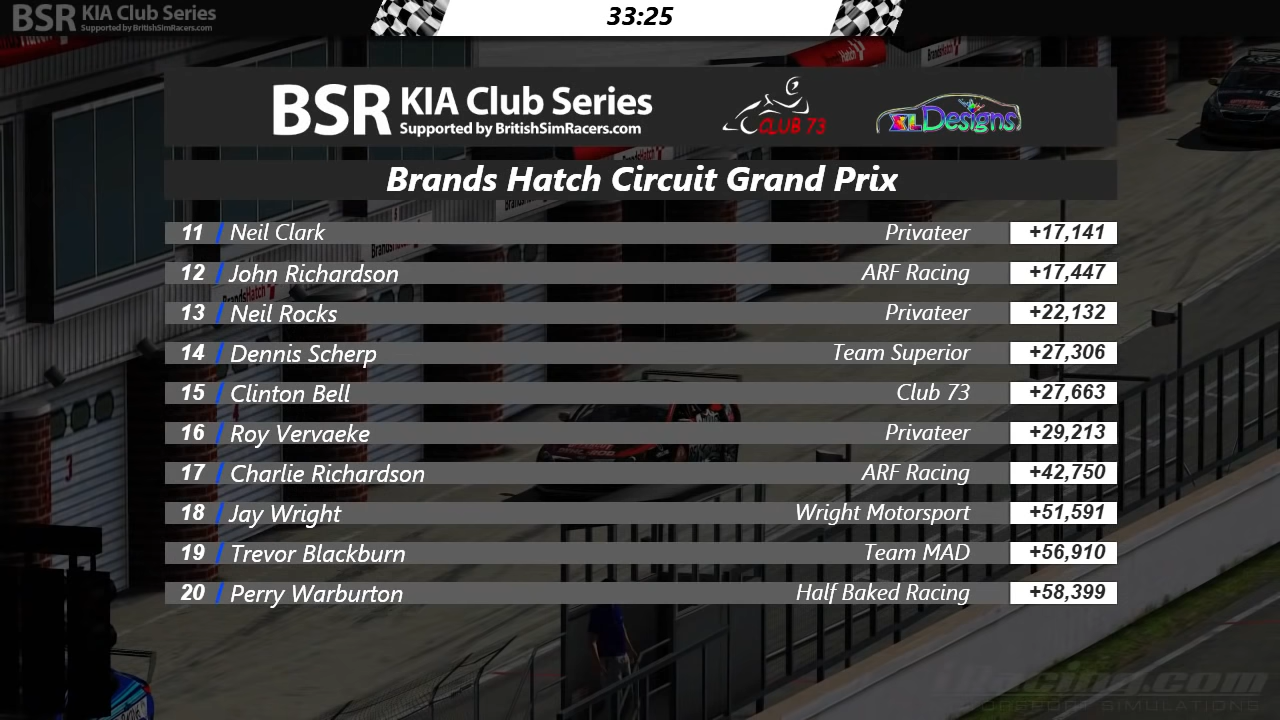 BSR KIA Club Series
Supported by BritishSimRacers.com
33:25
BSR KIA Club Series
Supported by BritishSimRacers.com
CLUB 73
XLDesigns
Brands Hatch Circuit Grand Prix
11 / Neil Clark Privateer +17,141
12 / John Richardson ARF Racing +17,447
13 / Neil Rocks Privateer +22,132
14 / Dennis Scherp Team Superior +27,306
15 / Clinton Bell Club 73 +27,663
16 / Roy Vervaeke Privateer +29,213
17 / Charlie Richardson ARF Racing +42,750
18 / Jay Wright Wright Motorsport +51,591
19 / Trevor Blackburn Team MAD +56,910
20 / Perry Warburton Half Baked Racing +58,399
3
iRacing.com